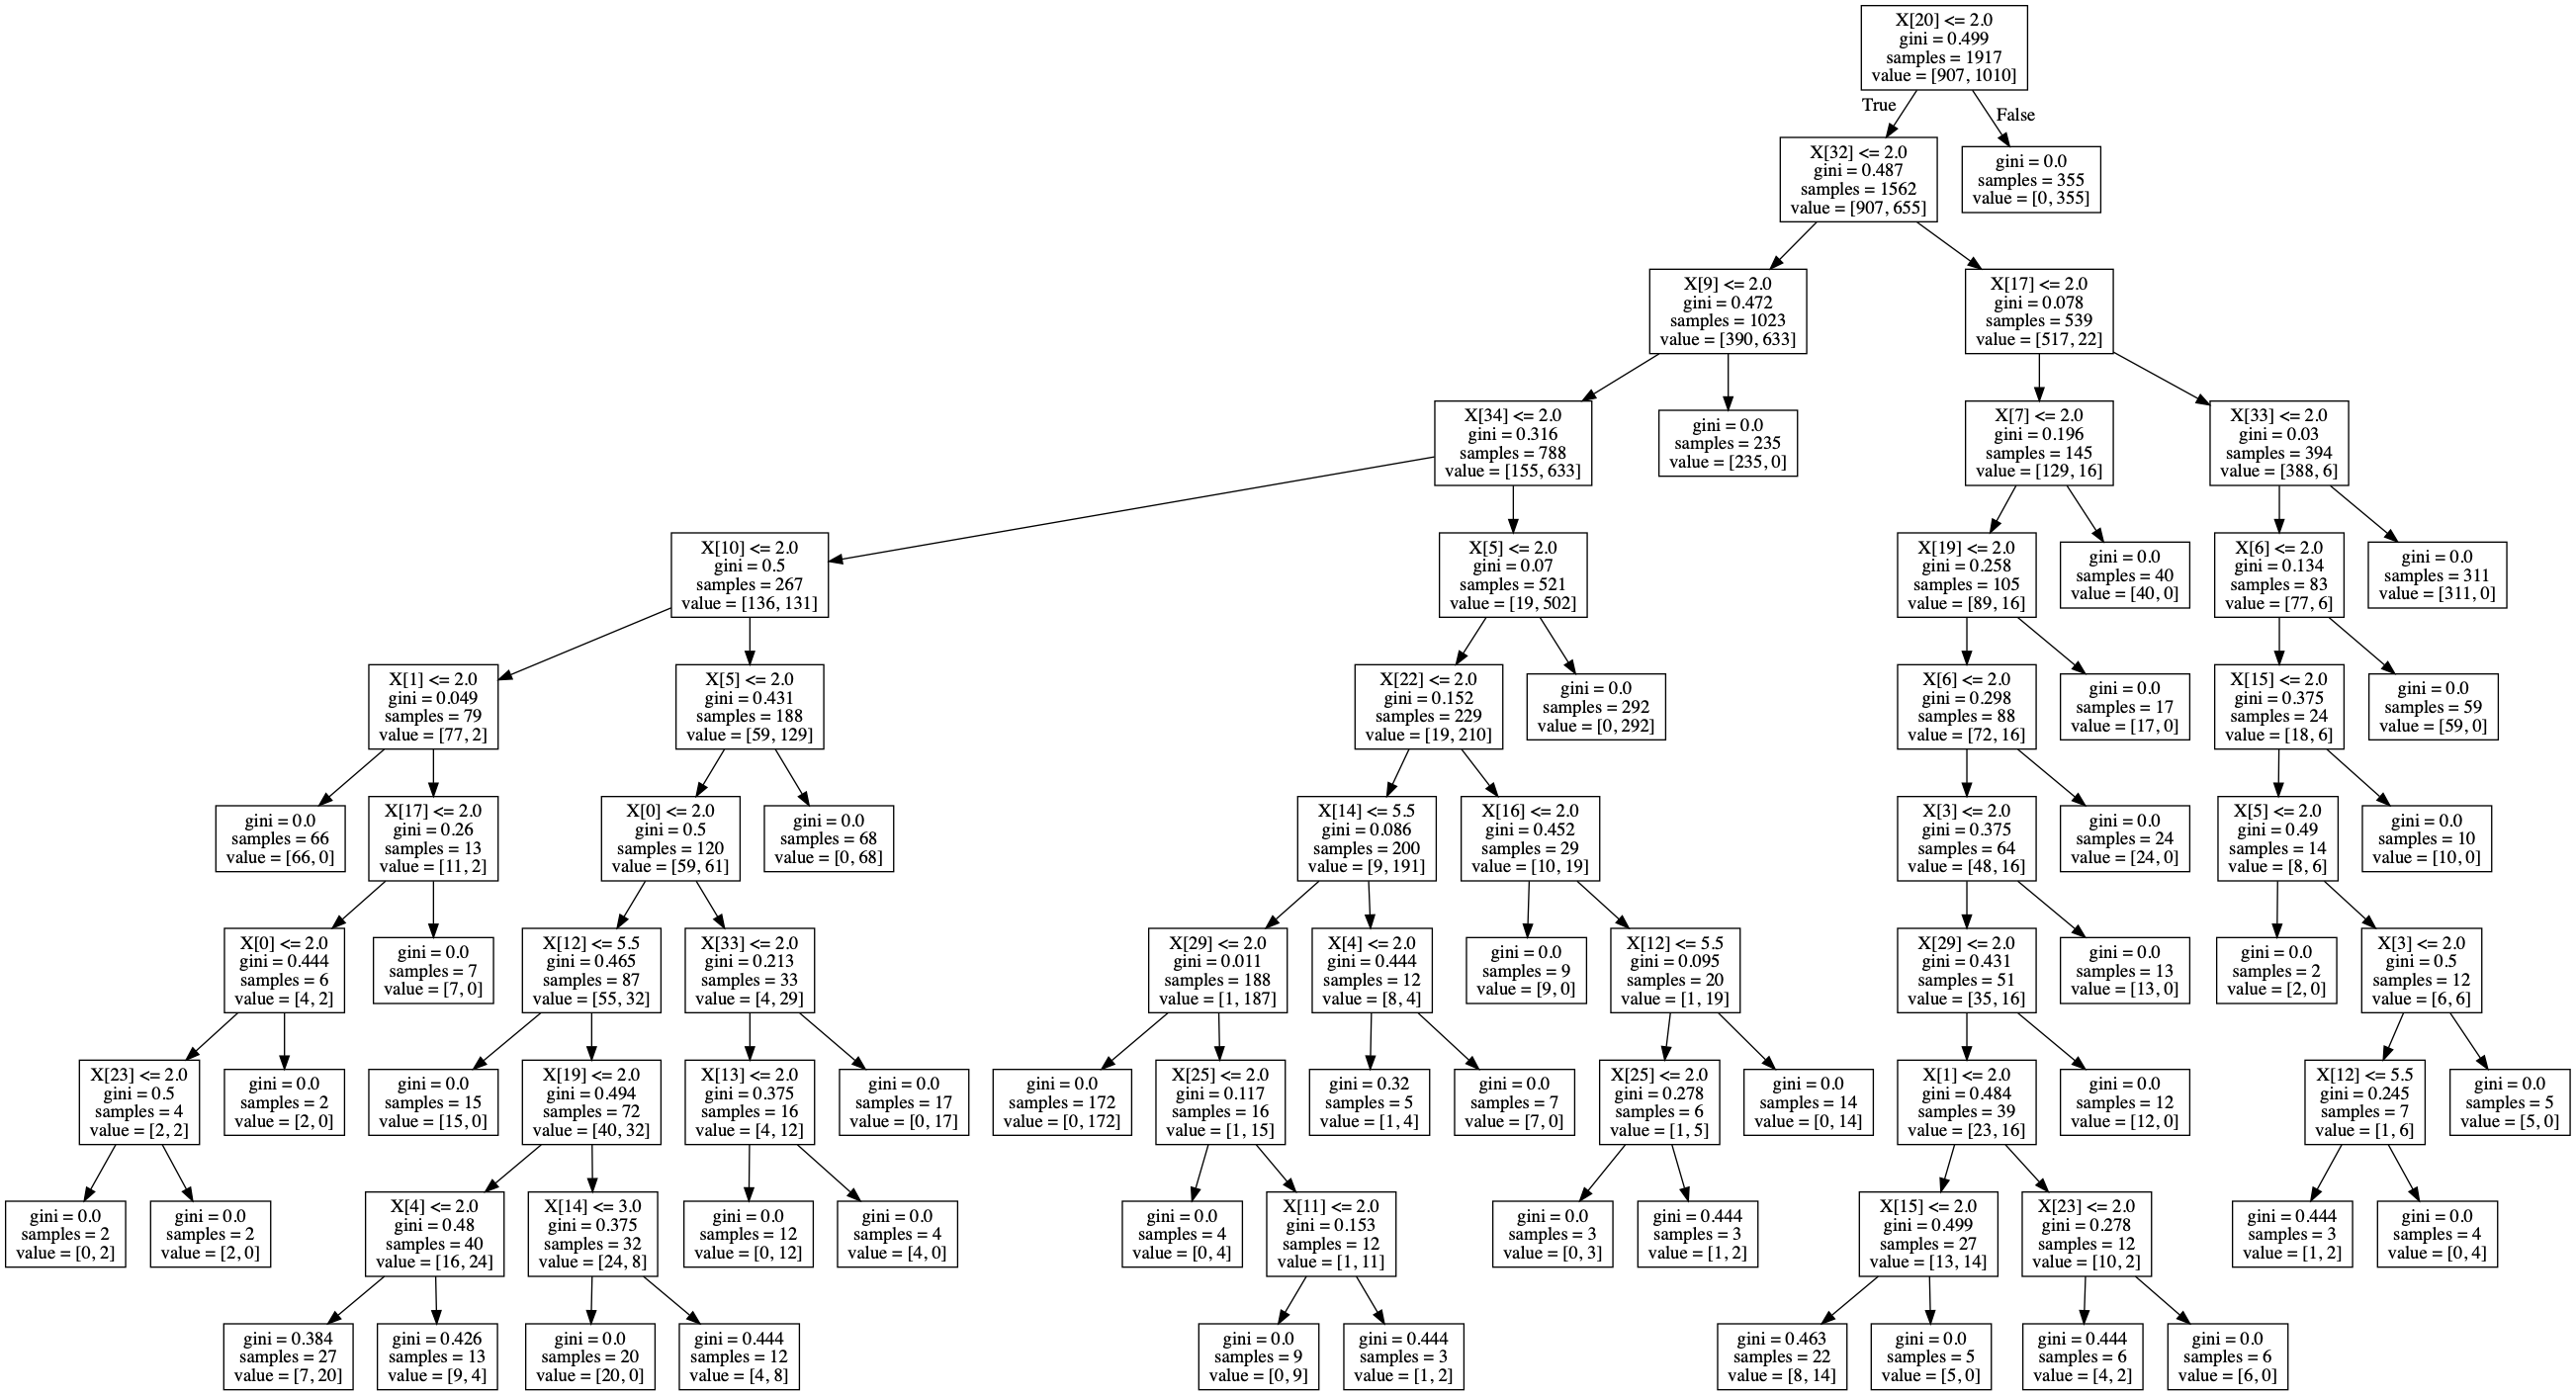 X[20] <= 2.0
gini = 0.499
samples = 1917
value = [907, 1010]
True
False
X[32] <= 2.0
gini = 0.487
samples = 1562
value = [907, 655]
gini = 0.0
samples = 355
value = [0, 355]
X[9] <= 2.0
gini = 0.472
samples = 1023
value = [390, 633]
X[17] <= 2.0
gini = 0.078
samples = 539
value = [517, 22]
X[34] <= 2.0
gini = 0.316
samples = 788
value = [155, 633]
gini = 0.0
samples = 235
value = [235, 0]
X[7] <= 2.0
gini = 0.196
samples = 145
value = [129, 16]
X[33] <= 2.0
gini = 0.03
samples = 394
value = [388, 6]
X[10] <= 2.0
gini = 0.5
samples = 267
value = [136, 131]
X[5] <= 2.0
gini = 0.07
samples = 521
value = [19, 502]
X[19] <= 2.0
gini = 0.258
samples = 105
value = [89, 16]
gini = 0.0
samples = 40
value = [40, 0]
X[6] <= 2.0
gini = 0.134
samples = 83
value = [77, 6]
gini = 0.0
samples = 311
value = [311, 0]
X[1] <= 2.0
gini = 0.049
samples = 79
value = [77, 2]
X[5] <= 2.0
gini = 0.431
samples = 188
value = [59, 129]
X[22] <= 2.0
gini = 0.152
samples = 229
value = [19, 210]
gini = 0.0
samples = 292
value = [0, 292]
X[6] <= 2.0
gini = 0.298
samples = 88
value = [72, 16]
gini = 0.0
samples = 17
value = [17, 0]
X[15] <= 2.0
gini = 0.375
samples = 24
value = [18, 6]
gini = 0.0
samples = 59
value = [59, 0]
gini = 0.0
samples = 66
value = [66, 0]
X[17] <= 2.0
gini = 0.26
samples = 13
value = [11, 2]
X[0] <= 2.0
gini = 0.5
samples = 120
value = [59, 61]
gini = 0.0
samples = 68
value = [0, 68]
X[14] <= 5.5
gini = 0.086
samples = 200
value = [9, 191]
X[16] <= 2.0
gini = 0.452
samples = 29
value = [10, 19]
X[3] <= 2.0
gini = 0.375
samples = 64
value = [48, 16]
gini = 0.0
samples = 24
value = [24, 0]
X[5] <= 2.0
gini = 0.49
samples = 14
value = [8, 6]
gini = 0.0
samples = 10
value = [10, 0]
X[0] <= 2.0
gini = 0.444
samples = 6
value = [4, 2]
gini = 0.0
samples = 7
value = [7, 0]
X[12] <= 5.5
gini = 0.465
samples = 87
value = [55, 32]
X[33] <= 2.0
gini = 0.213
samples = 33
value = [4, 29]
X[29] <= 2.0
gini = 0.011
samples = 188
value = [1, 187]
X[4] <= 2.0
gini = 0.444
samples = 12
value = [8, 4]
gini = 0.0
samples = 9
value = [9, 0]
X[12] <= 5.5
gini = 0.095
samples = 20
value = [1, 19]
X[29] <= 2.0
gini = 0.431
samples = 51
value = [35, 16]
gini = 0.0
samples = 13
value = [13, 0]
gini = 0.0
samples = 2
value = [2, 0]
X[3] <= 2.0
gini = 0.5
samples = 12
value = [6, 6]
X[23] <= 2.0
gini = 0.5
samples = 4
value = [2, 2]
gini = 0.0
samples = 2
value = [2, 0]
gini = 0.0
samples = 15
value = [15, 0]
X[19] <= 2.0
gini = 0.494
samples = 72
value = [40, 32]
X[13] <= 2.0
gini = 0.375
samples = 16
value = [4, 12]
gini = 0.0
samples = 17
value = [0, 17]
gini = 0.0
samples = 172
value = [0, 172]
X[25] <= 2.0
gini = 0.117
samples = 16
value = [1, 15]
gini = 0.32
samples = 5
value = [1, 4]
gini = 0.0
samples = 7
value = [7, 0]
X[25] <= 2.0
gini = 0.278
samples = 6
value = [1, 5]
gini = 0.0
samples = 14
value = [0, 14]
X[1] <= 2.0
gini = 0.484
samples = 39
value = [23, 16]
gini = 0.0
samples = 12
value = [12, 0]
X[12] <= 5.5
gini = 0.245
samples = 7
value = [1, 6]
gini = 0.0
samples = 5
value = [5, 0]
gini = 0.0
samples = 2
value = [0, 2]
gini = 0.0
samples = 2
value = [2, 0]
X[4] <= 2.0
gini = 0.48
samples = 40
value = [16, 24]
X[14] <= 3.0
gini = 0.375
samples = 32
value = [24, 8]
gini = 0.0
samples = 12
value = [0, 12]
gini = 0.0
samples = 4
value = [4, 0]
gini = 0.0
samples = 4
value = [0, 4]
X[11] <= 2.0
gini = 0.153
samples = 12
value = [1, 11]
gini = 0.0
samples = 3
value = [0, 3]
gini = 0.444
samples = 3
value = [1, 2]
X[15] <= 2.0
gini = 0.499
samples = 27
value = [13, 14]
X[23] <= 2.0
gini = 0.278
samples = 12
value = [10, 2]
gini = 0.444
samples = 3
value = [1, 2]
gini = 0.0
samples = 4
value = [0, 4]
gini = 0.384
samples = 27
value = [7, 20]
gini = 0.426
samples = 13
value = [9, 4]
gini = 0.0
samples = 20
value = [20, 0]
gini = 0.444
samples = 12
value = [4, 8]
gini = 0.0
samples = 9
value = [0, 9]
gini = 0.444
samples = 3
value = [1, 2]
gini = 0.463
samples = 22
value = [8, 14]
gini = 0.0
samples = 5
value = [5, 0]
gini = 0.444
samples = 6
value = [4, 2]
gini = 0.0
samples = 6
value = [6, 0]